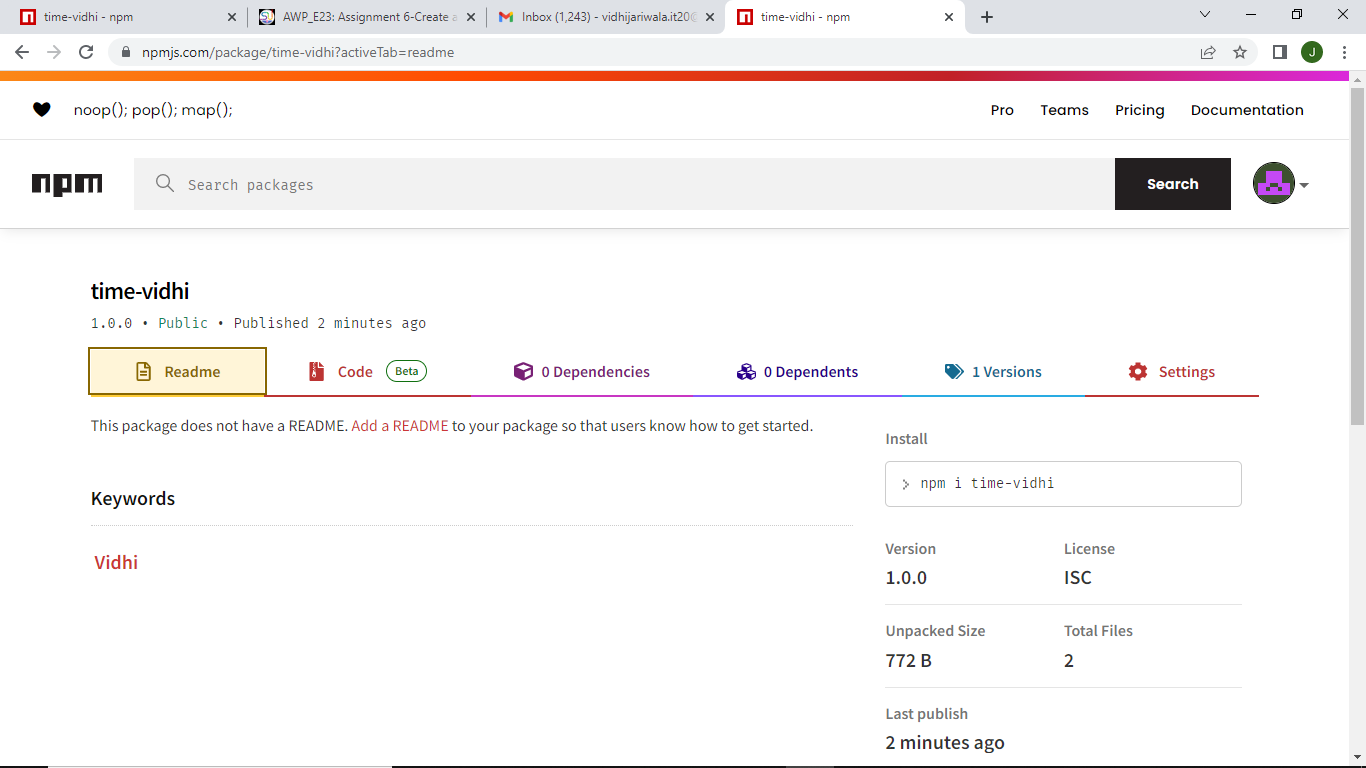 time-vidhi - npm
AWP_E23: Assignment 6-Create a
Inbox (1,243) - vidhijariwala.it20@
time-vidhi - npm
npmjs.com/package/time-vidhi?activeTab=readme
J
noop(); pop(); map();
Pro
Teams
Pricing
Documentation
npm
Search packages
Search
time-vidhi
1.0.0 • Public • Published 2 minutes ago
Readme
Code
Beta
0 Dependencies
0 Dependents
1 Versions
Settings
This package does not have a README. Add a README to your package so that users know how to get started.
Keywords
Vidhi
Install
npm i time-vidhi
Version
License
1.0.0
ISC
Unpacked Size
Total Files
772 B
2
Last publish
2 minutes ago